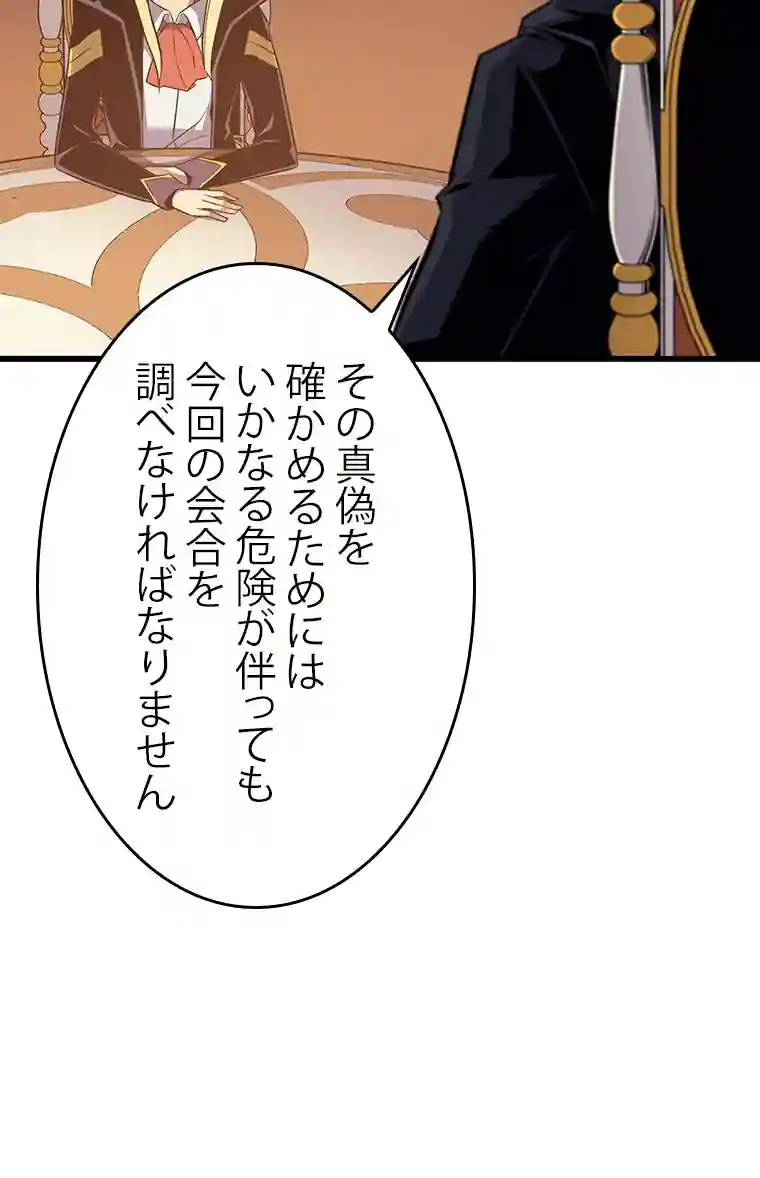 その真偽を
確かめるためには
いかなる危険が伴っても
今回の会合を
調べなければなりません